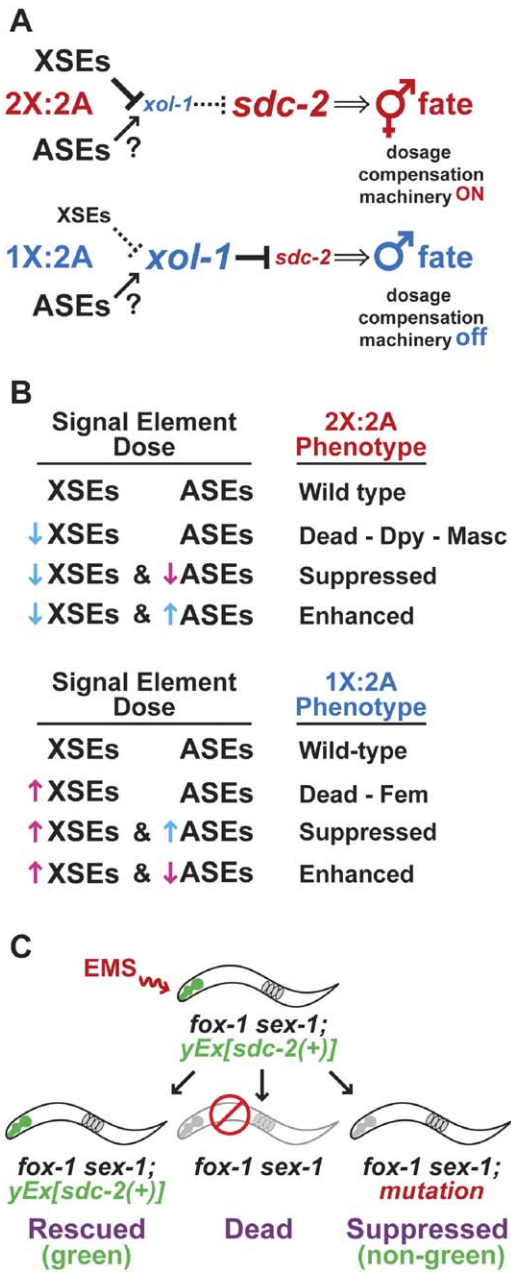 A
XSEs
2X:2A xol-1 sdc-2 fate
ASEs ?
dosage
compensation
machinery ON
XSEs
1X:2A xol-1 sdc-2 fate
ASEs ?
dosage
compensation
machinery off
B
Signal Element Dose 2X:2A Phenotype
XSEs ASEs Wild type
↓XSEs ASEs Dead - Dpy - Masc
↓XSEs & ↓ASEs Suppressed
↓XSEs & ↑ASEs Enhanced
Signal Element Dose 1X:2A Phenotype
XSEs ASEs Wild-type
↑XSEs ASEs Dead - Fem
↑XSEs & ↑ASEs Suppressed
↑XSEs & ↓ASEs Enhanced
C
EMS
fox-1 sex-1;
yEx[sdc-2(+)]
fox-1 sex-1; fox-1 sex-1 fox-1 sex-1;
yEx[sdc-2(+)] mutation
Rescued Dead Suppressed
(green) (non-green)